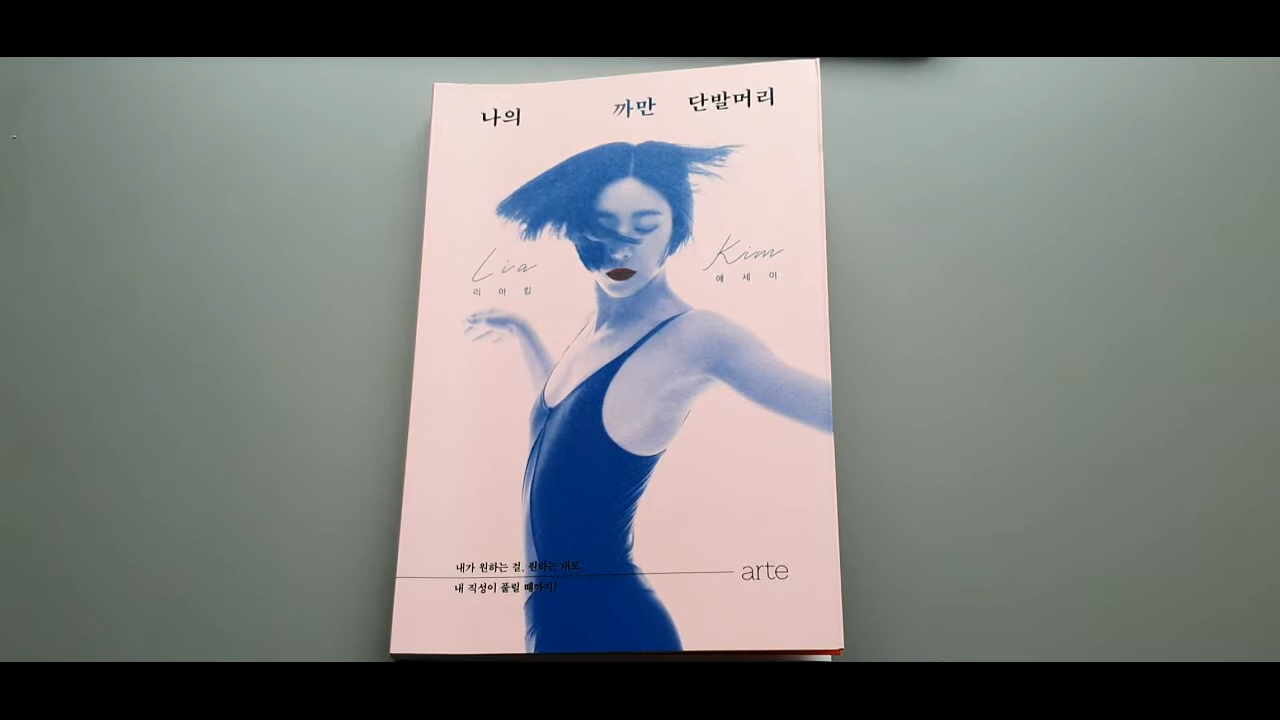 나의 까만 단발머리
Lia Kim
리아킴 에세이
내가 원하는 걸, 원하는 대로,
내 직성이 풀릴 때까지!
arte